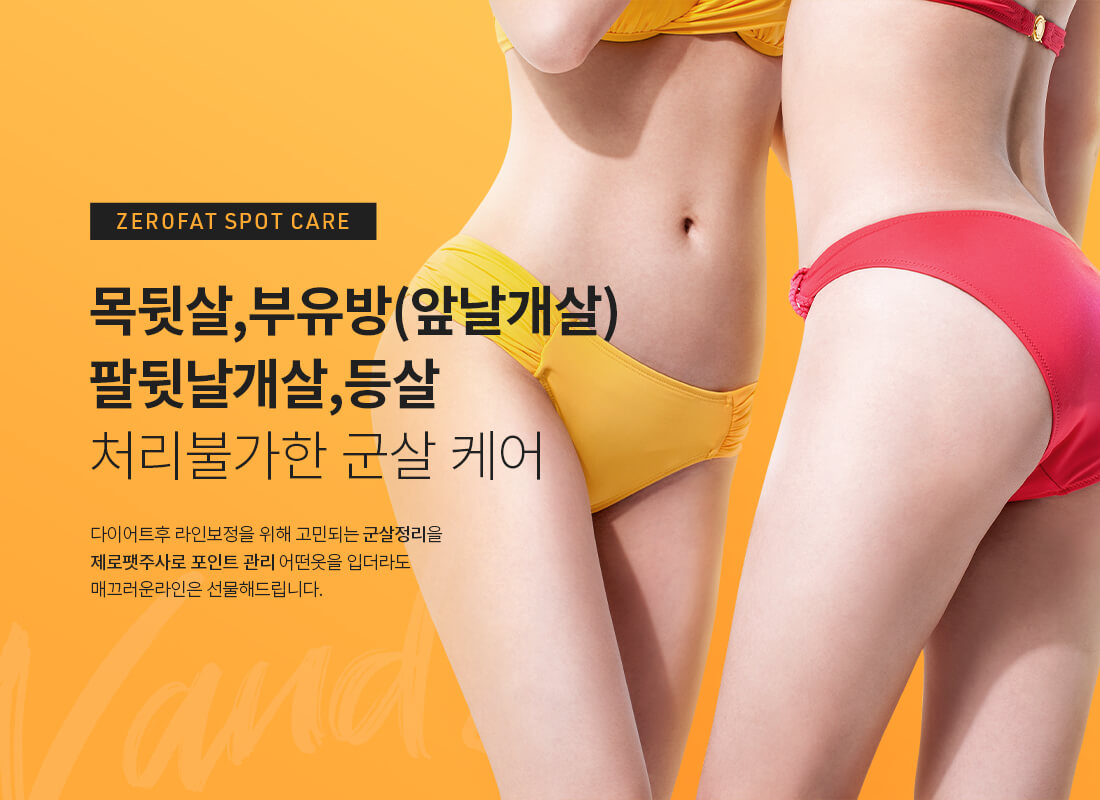 ZEROFAT SPOT CARE
목뒷살,부유방(앞날개살)
팔뒷날개살,등살
처리불가한 군살 케어
다이어트후 라인보정을 위해 고민되는 군살정리을
제로팻주사로 포인트 관리 어떤옷을 입더라도
매끄러운라인은 선물해드립니다.